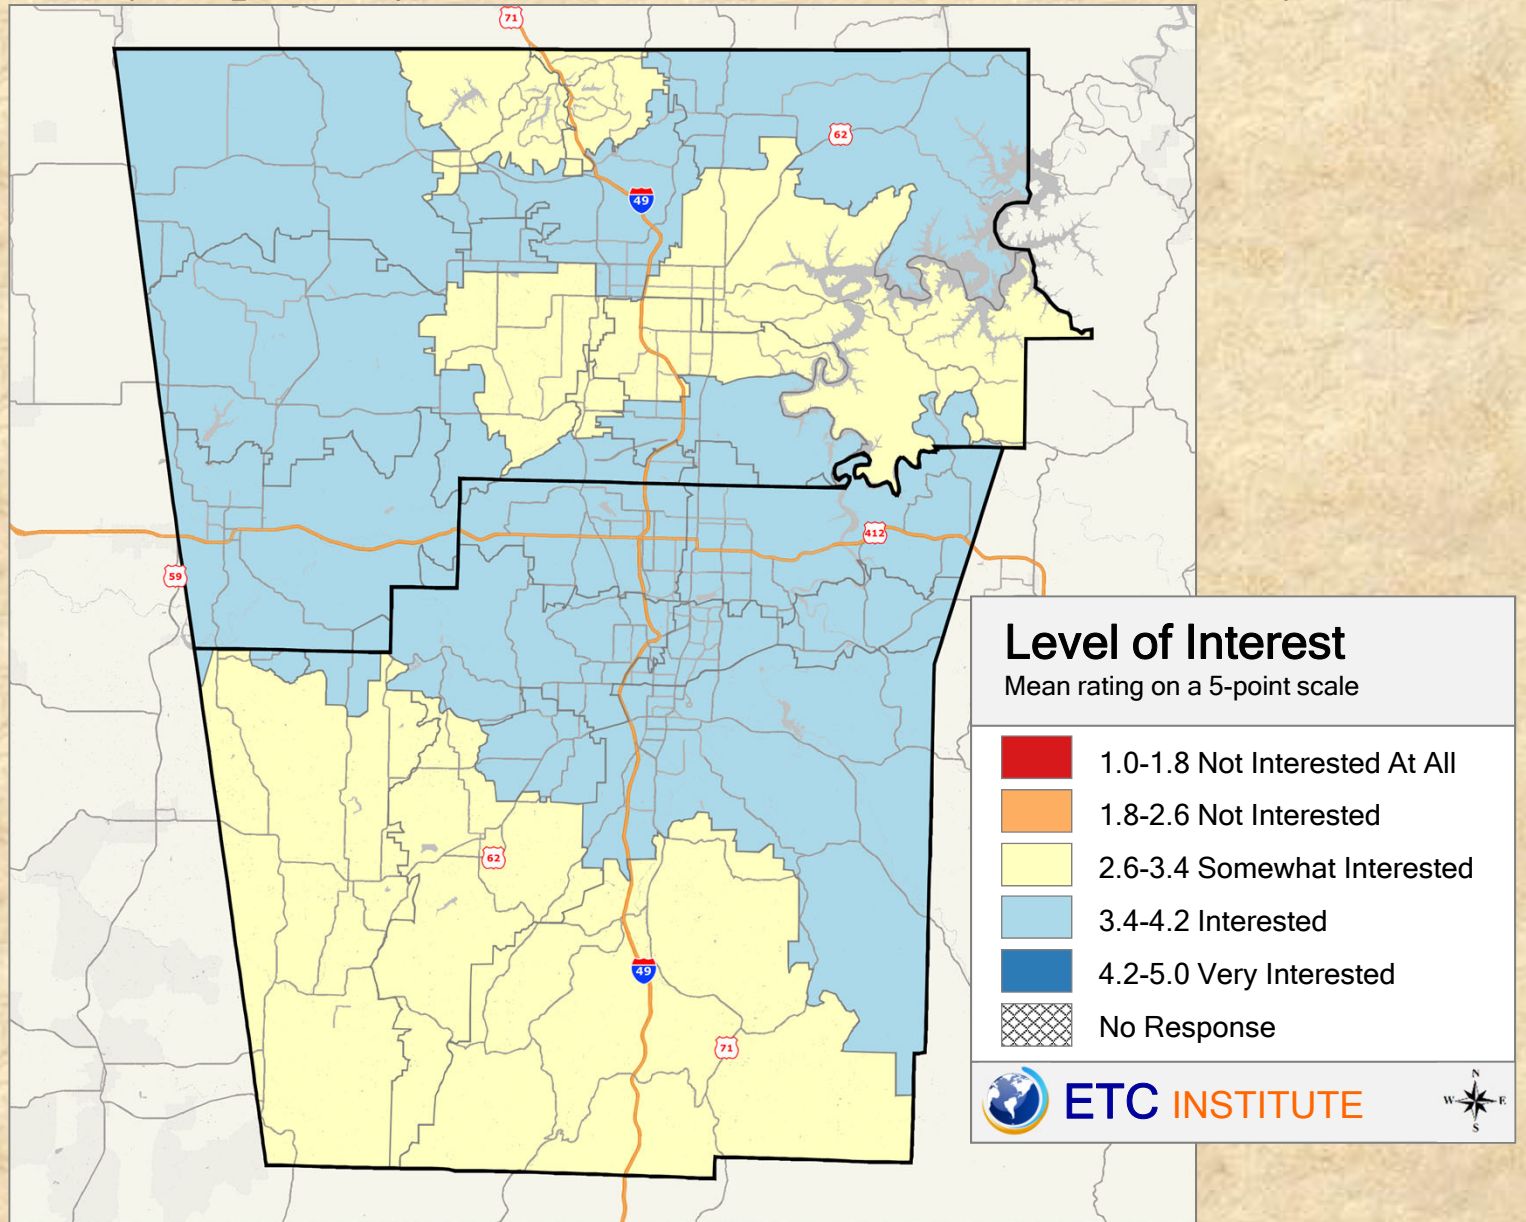 71
62
49
412
59
62
49
71
Level of Interest
Mean rating on a 5-point scale
1.0-1.8 Not Interested At All
1.8-2.6 Not Interested
2.6-3.4 Somewhat Interested
3.4-4.2 Interested
4.2-5.0 Very Interested
No Response
ETC INSTITUTE
N
W E
S